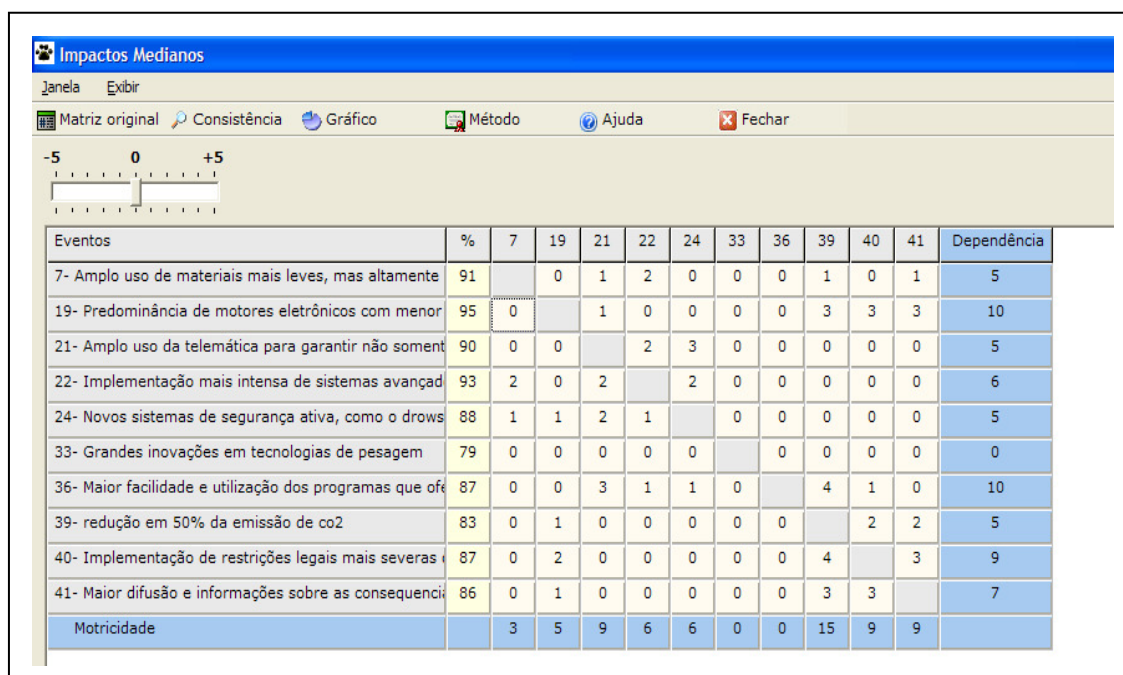 Impactos Medianos
Janela Exibir
Matriz original Consistência Gráfico Método Ajuda Fechar
-5 0 +5
Eventos % 7 19 21 22 24 33 36 39 40 41 Dependência
7- Amplo uso de materiais mais leves, mas altamente 91 0 1 2 0 0 0 1 0 1 5
19- Predominância de motores eletrônicos com menor 95 0 1 0 0 0 0 3 3 3 10
21- Amplo uso da telemática para garantir não soment 90 0 0 2 3 0 0 0 0 0 5
22- Implementação mais intensa de sistemas avançad 93 2 0 2 2 0 0 0 0 0 6
24- Novos sistemas de segurança ativa, como o drows 88 1 1 2 1 0 0 0 0 0 5
33- Grandes inovações em tecnologias de pesagem 79 0 0 0 0 0 0 0 0 0 0
36- Maior facilidade e utilização dos programas que ofe 87 0 0 3 1 1 0 4 1 0 10
39- redução em 50% da emissão de co2 83 0 1 0 0 0 0 0 2 2 5
40- Implementação de restrições legais mais severas 87 0 2 0 0 0 0 0 4 3 9
41- Maior difusão e informações sobre as consequencia 86 0 1 0 0 0 0 0 3 3 7
Motricidade 3 5 9 6 6 0 0 15 9 9